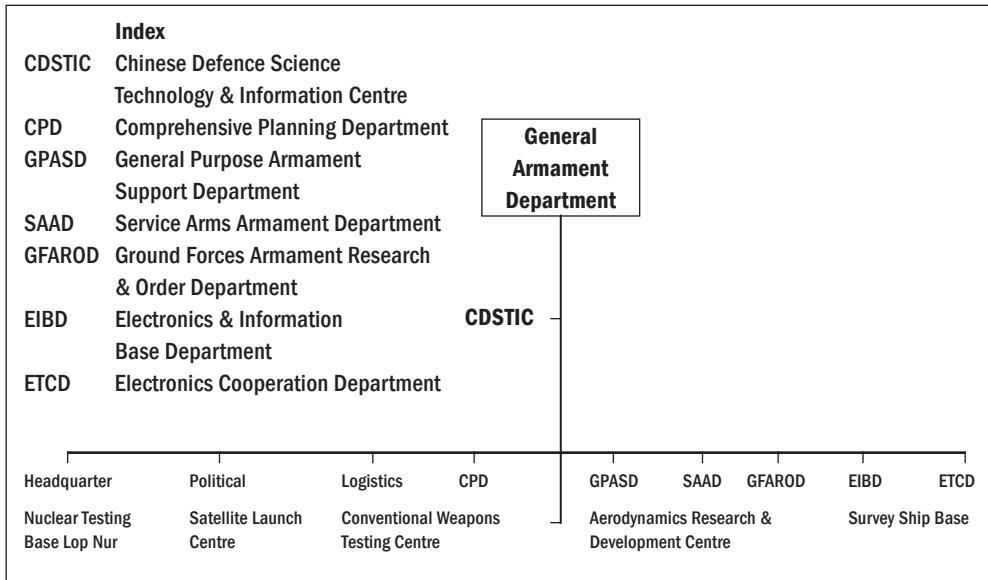 Index
CDSTIC Chinese Defence Science
Technology & Information Centre
CPD Comprehensive Planning Department
GPASD General Purpose Armament
Support Department
SAAD Service Arms Armament Department
GFAROD Ground Forces Armament Research
& Order Department
EIBD Electronics & Information
Base Department
ETCD Electronics Cooperation Department
General
Armament
Department
CDSTIC
Headquarter Political Logistics CPD GPASD SAAD GFAROD EIBD ETCD
Nuclear Testing Satellite Launch Conventional Weapons Aerodynamics Research & Survey Ship Base
Base Lop Nur Centre Testing Centre Development Centre